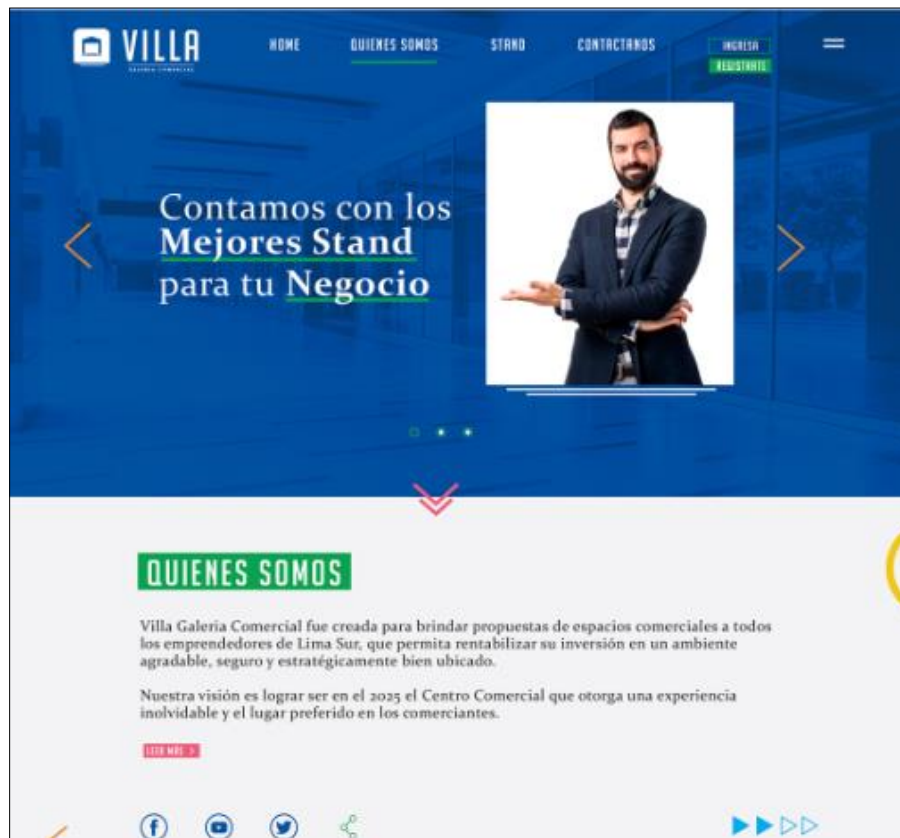 VILLA
GALERIA COMERCIAL
HOME
QUIENES SOMOS
STAND
CONTACTANOS
INGRESA
REGISTRATE
Contamos con los
Mejores Stand
para tu Negocio
QUIENES SOMOS
Villa Galeria Comercial fue creada para brindar propuestas de espacios comerciales a todos
los emprendedores de Lima Sur, que permita rentabilizar su inversión en un ambiente
agradable, seguro y estratégicamente bien ubicado.
Nuestra visión es lograr ser en el 2025 el Centro Comercial que otorga una experiencia
inolvidable y el lugar preferido en los comerciantes.
LEER MÁS >